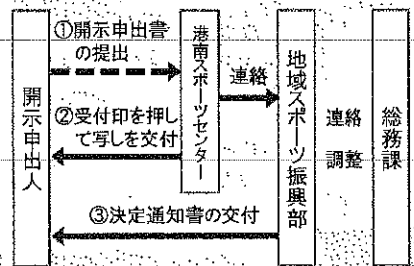 ①開示申出書
の提出
開示申出人
②受付印を押し
て写しを交付
港南スポーツセンター
連絡
地域スポーツ振興部
連絡
調整
総務課
③決定通知書の交付